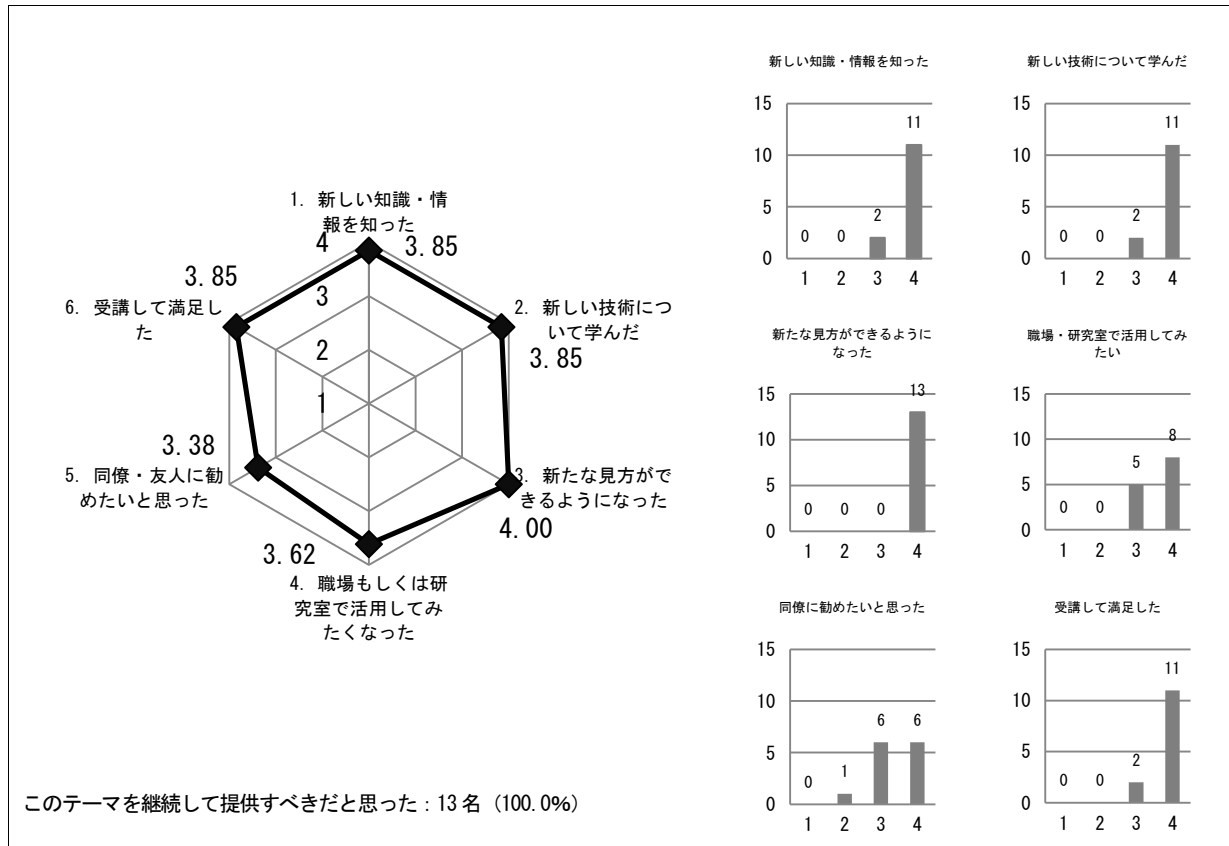 1. 新しい知識・情
報を知った
3.85
2. 新しい技術につ
いて学んだ
3.85
3. 新たな見方がで
きるようになった
4.00
4. 職場もしくは研
究室で活用してみ
たくなった
3.62
5. 同僚・友人に勧
めたいと思った
3.38
6. 受講して満足し
た
3.85
4
3
2
1
このテーマを継続して提供すべきだと思った：13名（100.0%）
新しい知識・情報を知った
15
10
5
0
0 0 2 11
1 2 3 4
新しい技術について学んだ
15
10
5
0
0 0 2 11
1 2 3 4
新たな見方ができるように
なった
15
10
5
0
0 0 0 13
1 2 3 4
職場・研究室で活用してみ
たい
15
10
5
0
0 0 5 8
1 2 3 4
同僚に勧めたいと思った
15
10
5
0
0 1 6 6
1 2 3 4
受講して満足した
15
10
5
0
0 0 2 11
1 2 3 4